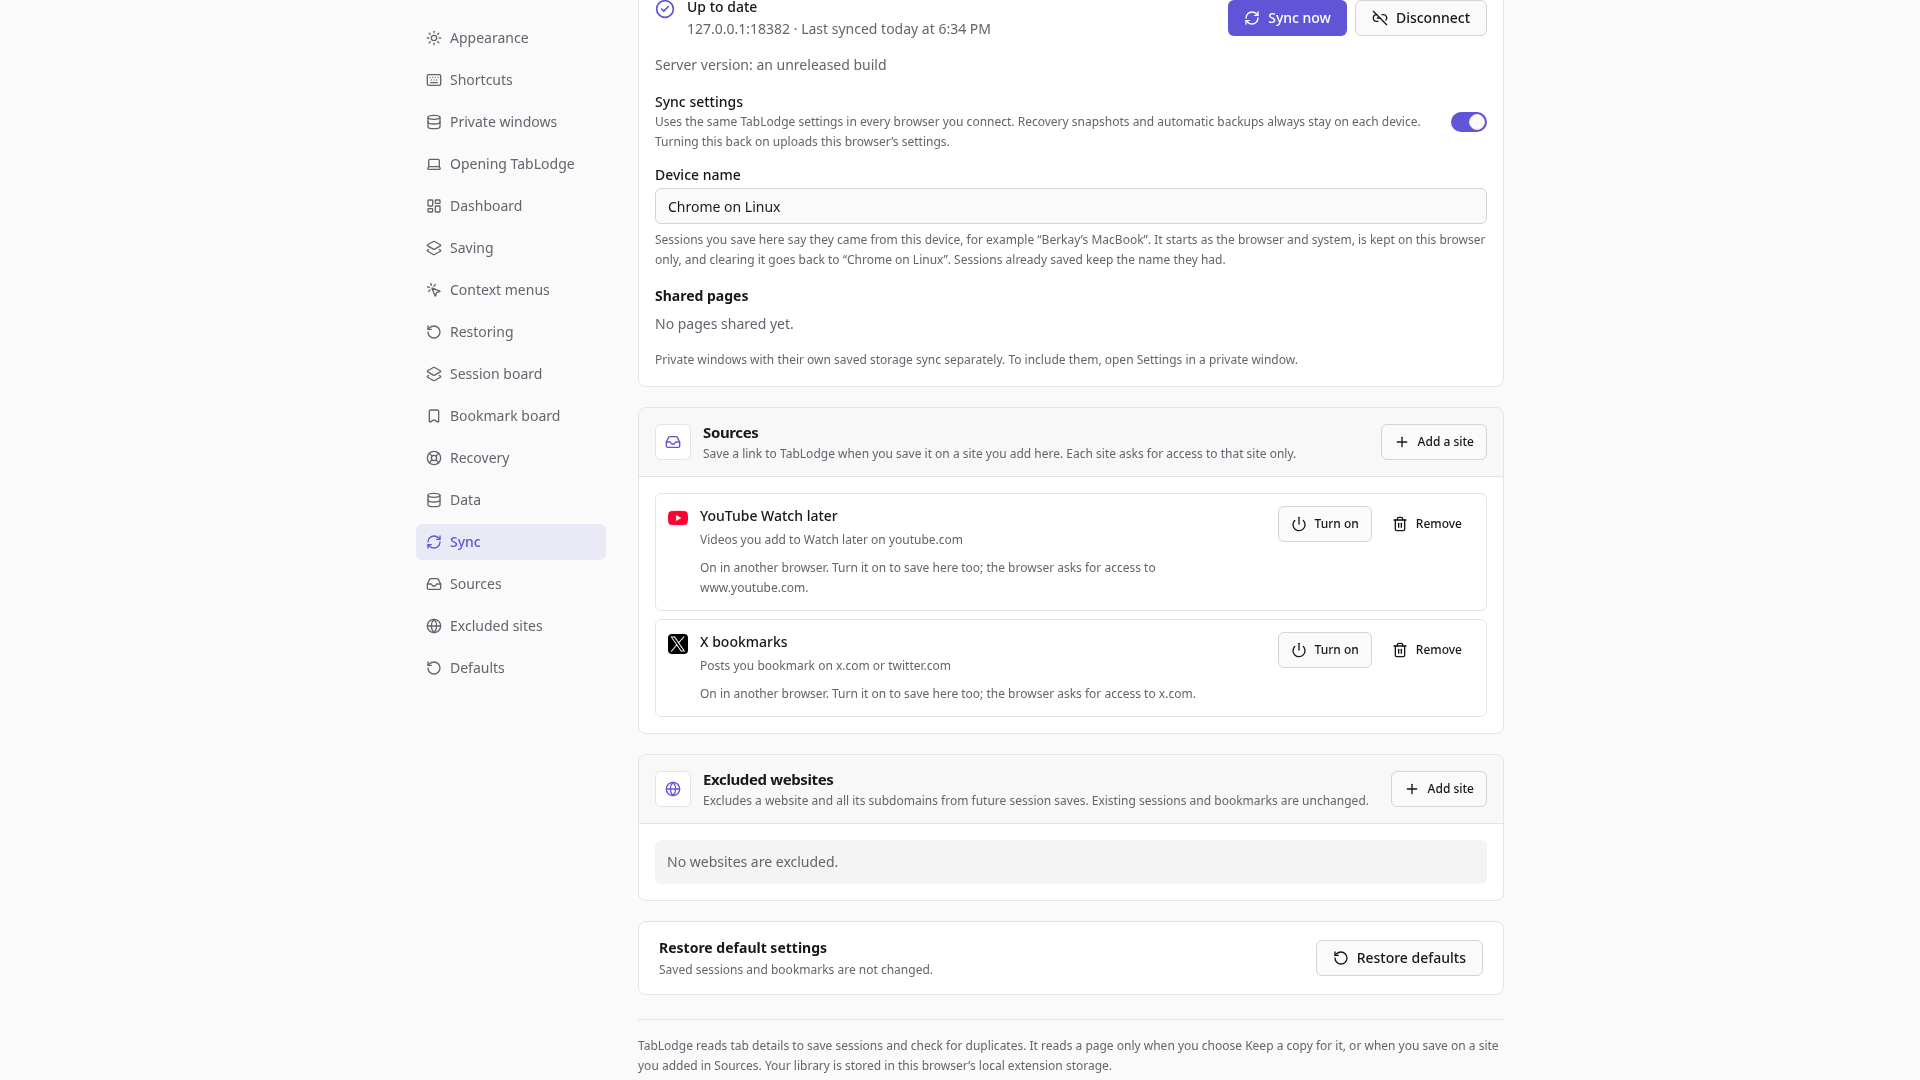 Appearance
Shortcuts
Private windows
Opening TabLodge
Dashboard
Saving
Context menus
Restoring
Session board
Bookmark board
Recovery
Data
Sync
Sources
Excluded sites
Defaults
Up to date
127.0.0.1:18382 · Last synced today at 6:34 PM
Sync now
Disconnect
Server version: an unreleased build
Sync settings
Uses the same TabLodge settings in every browser you connect. Recovery snapshots and automatic backups always stay on each device.
Turning this back on uploads this browser’s settings.
Device name
Chrome on Linux
Sessions you save here say they came from this device, for example “Berkay’s MacBook”. It starts as the browser and system, is kept on this browser
only, and clearing it goes back to “Chrome on Linux”. Sessions already saved keep the name they had.
Shared pages
No pages shared yet.
Private windows with their own saved storage sync separately. To include them, open Settings in a private window.
Sources
Save a link to TabLodge when you save it on a site you add here. Each site asks for access to that site only.
Add a site
YouTube Watch later
Videos you add to Watch later on youtube.com
On in another browser. Turn it on to save here too; the browser asks for access to
www.youtube.com.
Turn on
Remove
X bookmarks
Posts you bookmark on x.com or twitter.com
On in another browser. Turn it on to save here too; the browser asks for access to x.com.
Turn on
Remove
Excluded websites
Excludes a website and all its subdomains from future session saves. Existing sessions and bookmarks are unchanged.
Add site
No websites are excluded.
Restore default settings
Saved sessions and bookmarks are not changed.
Restore defaults
TabLodge reads tab details to save sessions and check for duplicates. It reads a page only when you choose Keep a copy for it, or when you save on a site
you added in Sources. Your library is stored in this browser’s local extension storage.